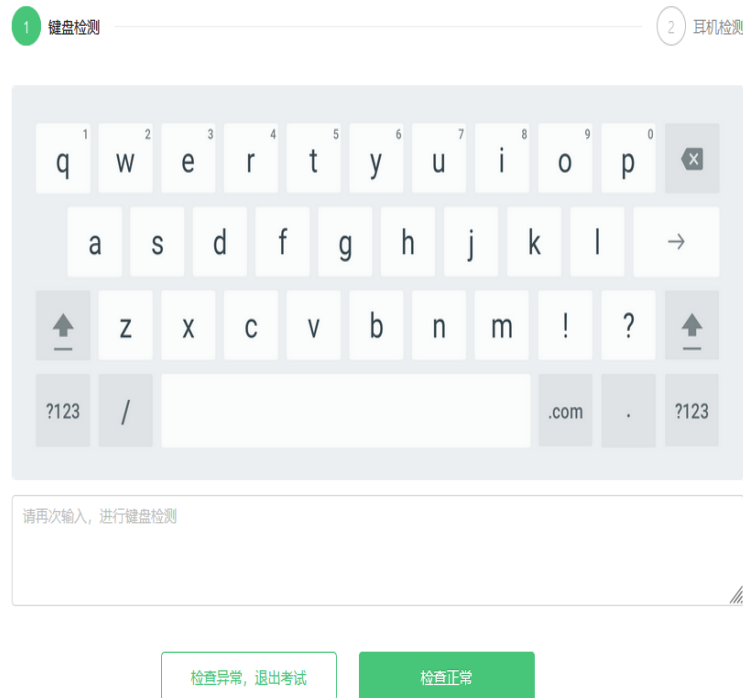 1 键盘检测 2 耳机检测
1 2 3 4 5 6 7 8 9 0
q w e r t y u i o p
a s d f g h j k l
z x c v b n m ! ?
?123 / .com . ?123
请再次输入，进行键盘检测
检查异常，退出考试 检查正常